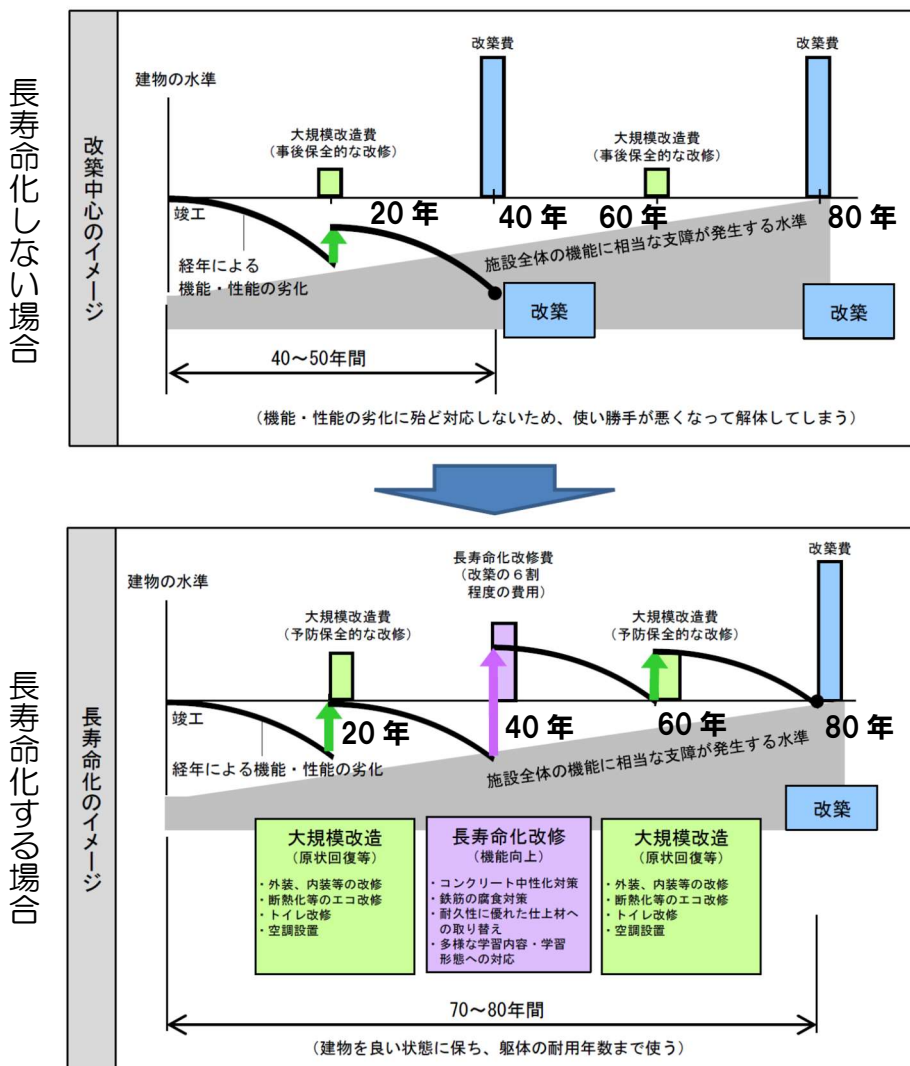 長寿命化しない場合
改築中心のイメージ
建物の水準
改築費
改築費
大規模改造費
(事後保全的な改修)
大規模改造費
(事後保全的な改修)
竣工
20年
40年
60年
80年
経年による
機能・性能の劣化
施設全体の機能に相当な支障が発生する水準
改築
改築
40～50年間
(機能・性能の劣化に殆ど対応しないため、使い勝手が悪くなって解体してしまう)
長寿命化する場合
長寿命化のイメージ
建物の水準
長寿命化改修費
(改築の6割
程度の費用)
改築費
大規模改造費
(予防保全的な改修)
大規模改造費
(予防保全的な改修)
竣工
20年
40年
60年
80年
経年による機能・性能の劣化
施設全体の機能に相当な支障が発生する水準
大規模改造
(原状回復等)
・外装、内装等の改修
・断熱化等のエコ改修
・トイレ改修
・空調設置
長寿命化改修
(機能向上)
・コンクリート中性化対策
・鉄筋の腐食対策
・耐久性に優れた仕上材へ
の取り替え
・多様な学習内容・学習
形態への対応
大規模改造
(原状回復等)
・外装、内装等の改修
・断熱化等のエコ改修
・トイレ改修
・空調設置
改築
70～80年間
(建物を良い状態に保ち、躯体の耐用年数まで使う)